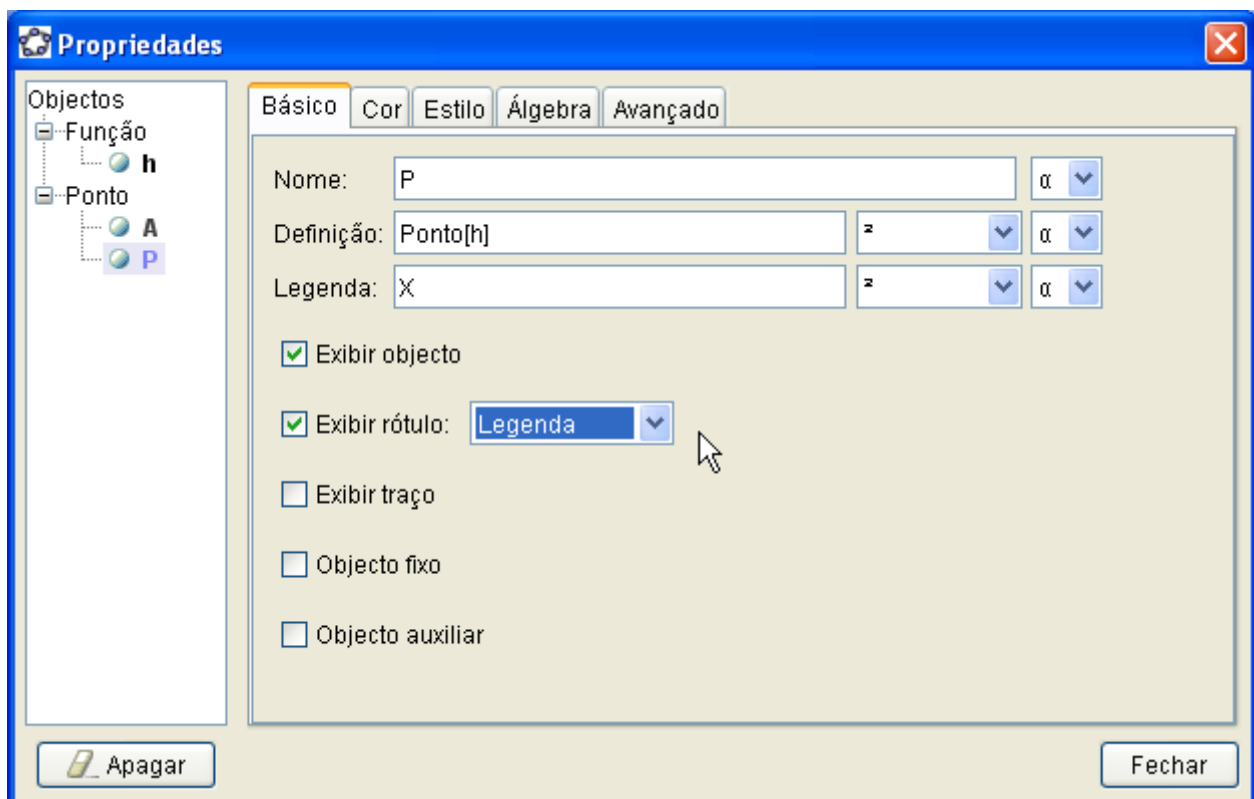 Propriedades
Objectos
Função
h
Ponto
A
P
Básico Cor Estilo Álgebra Avançado
Nome: P α
Definição: Ponto[h] ² α
Legenda: X ² α
Exibir objecto
Exibir rótulo: Legenda
Exibir traço
Objecto fixo
Objecto auxiliar
Apagar Fechar